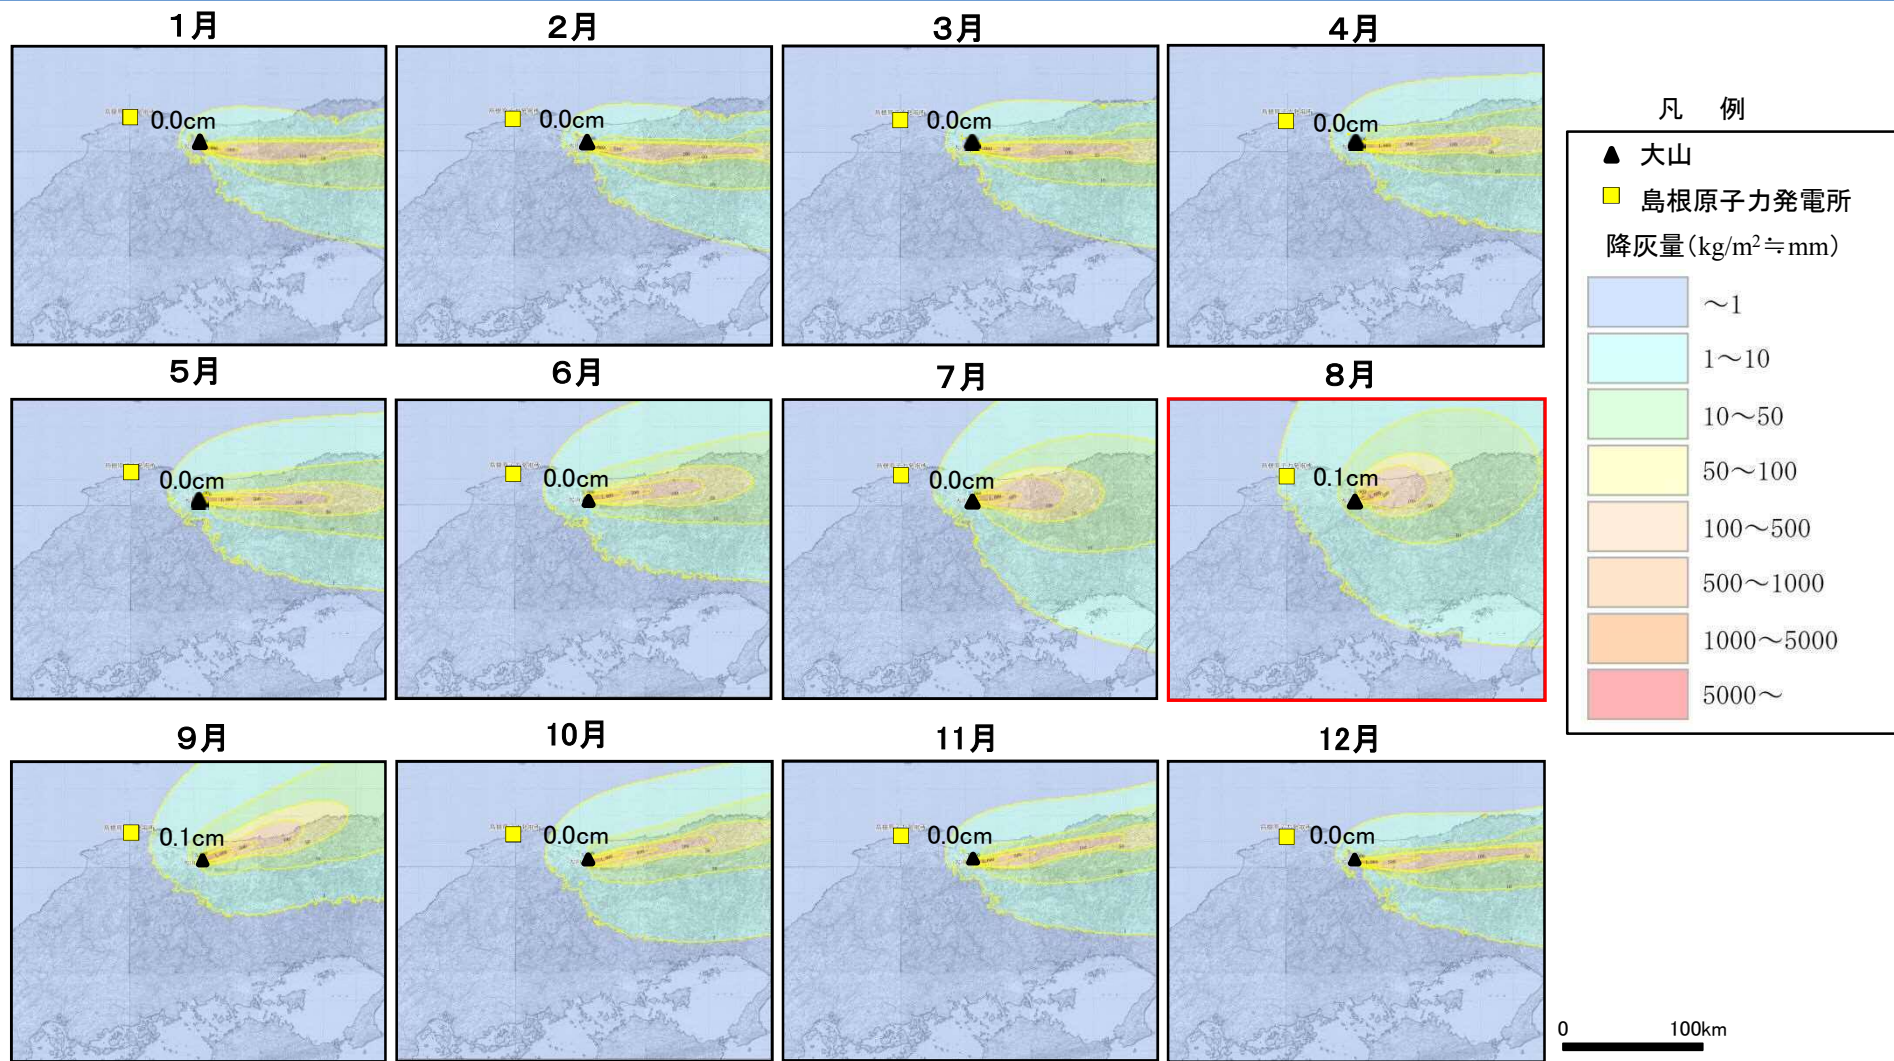 1月
2月
3月
4月
0.0cm
0.0cm
0.0cm
0.0cm
5月
6月
7月
8月
0.0cm
0.0cm
0.0cm
0.1cm
9月
10月
11月
12月
0.1cm
0.0cm
0.0cm
0.0cm
凡 例
大山
島根原子力発電所
降灰量(kg/m²≒mm)
～1
1～10
10～50
50～100
100～500
500～1000
1000～5000
5000～
0 100km